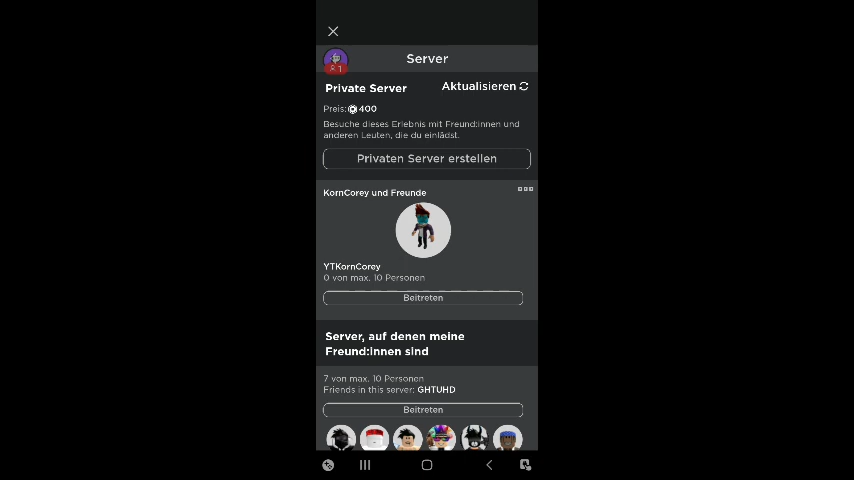 Server
1
Private Server
Aktualisieren
Preis: 400
Besuche dieses Erlebnis mit Freund:innen und
anderen Leuten, die du einlädst.
Privaten Server erstellen
KornCorey und Freunde
YTKornCorey
0 von max. 10 Personen
Beitreten
Server, auf denen meine
Freund:innen sind
7 von max. 10 Personen
Friends in this server: GHTUHD
Beitreten